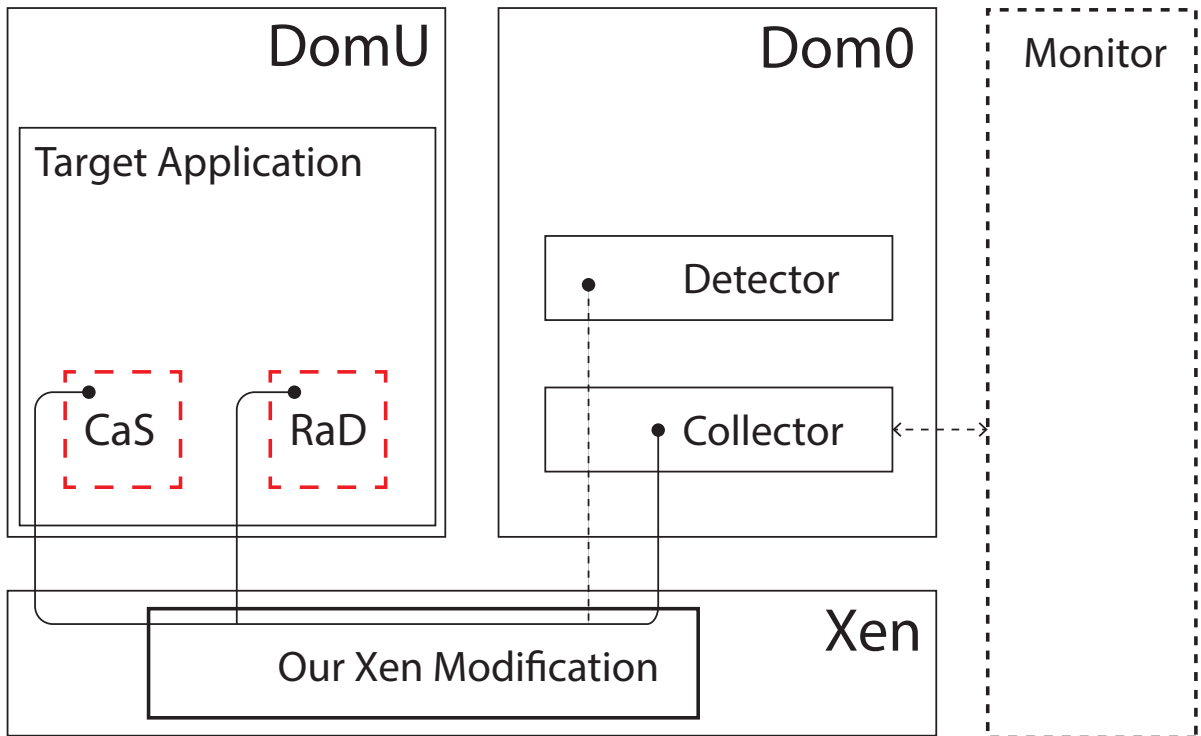 DomU
Target Application
CaS
RaD
Dom0
Detector
Collector
Monitor
Xen
Our Xen Modification